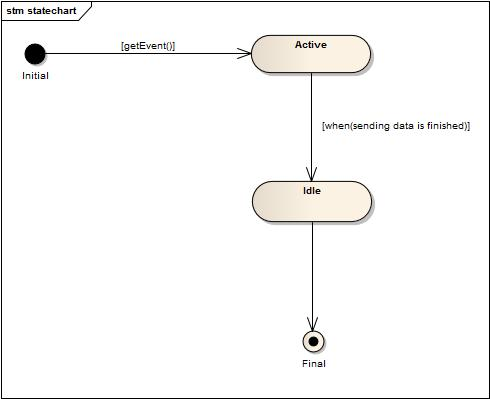 stm statechart
[getEvent()]
Active
Initial
[when(sending data is finished)]
Idle
Final